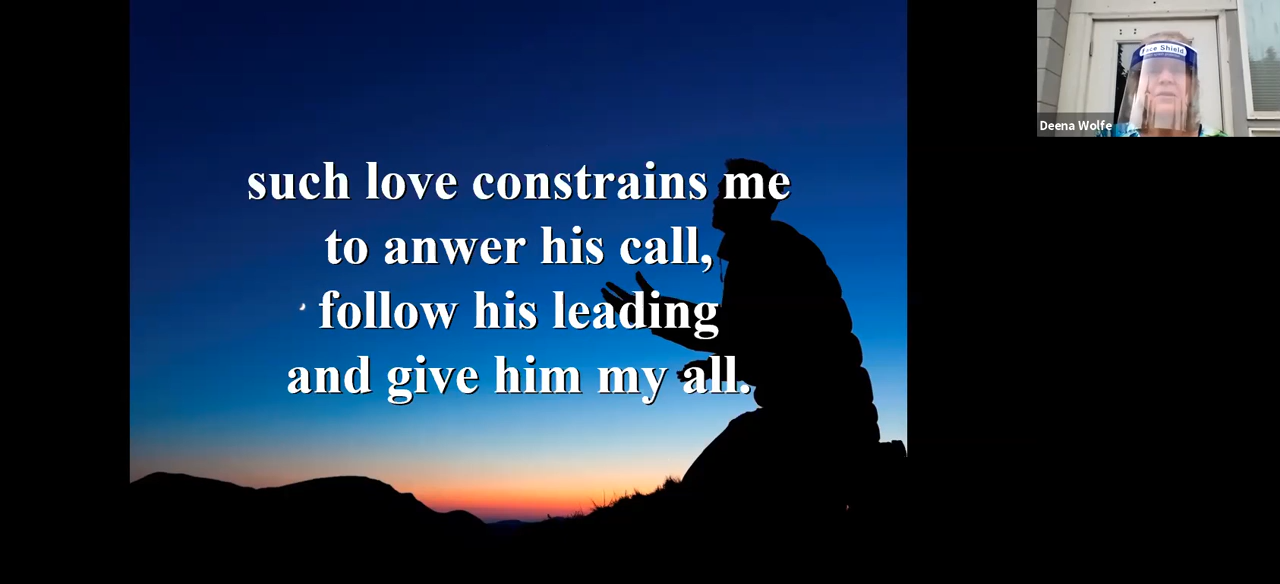 such love constrains me
to anwer his call,
follow his leading
and give him my all.
Face Shield
Deena Wolfe